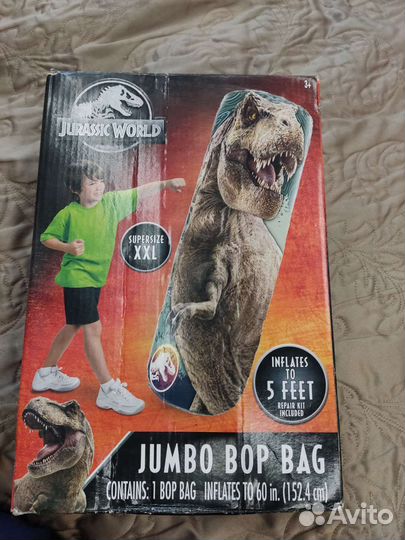 3+
JURASSIC WORLD
SUPERSIZE
XXL
INFLATES
TO
5 FEET
REPAIR KIT
INCLUDED
JUMBO BOP BAG
CONTAINS: 1 BOP BAG INFLATES TO 60 in. (152.4 cm)
Avito